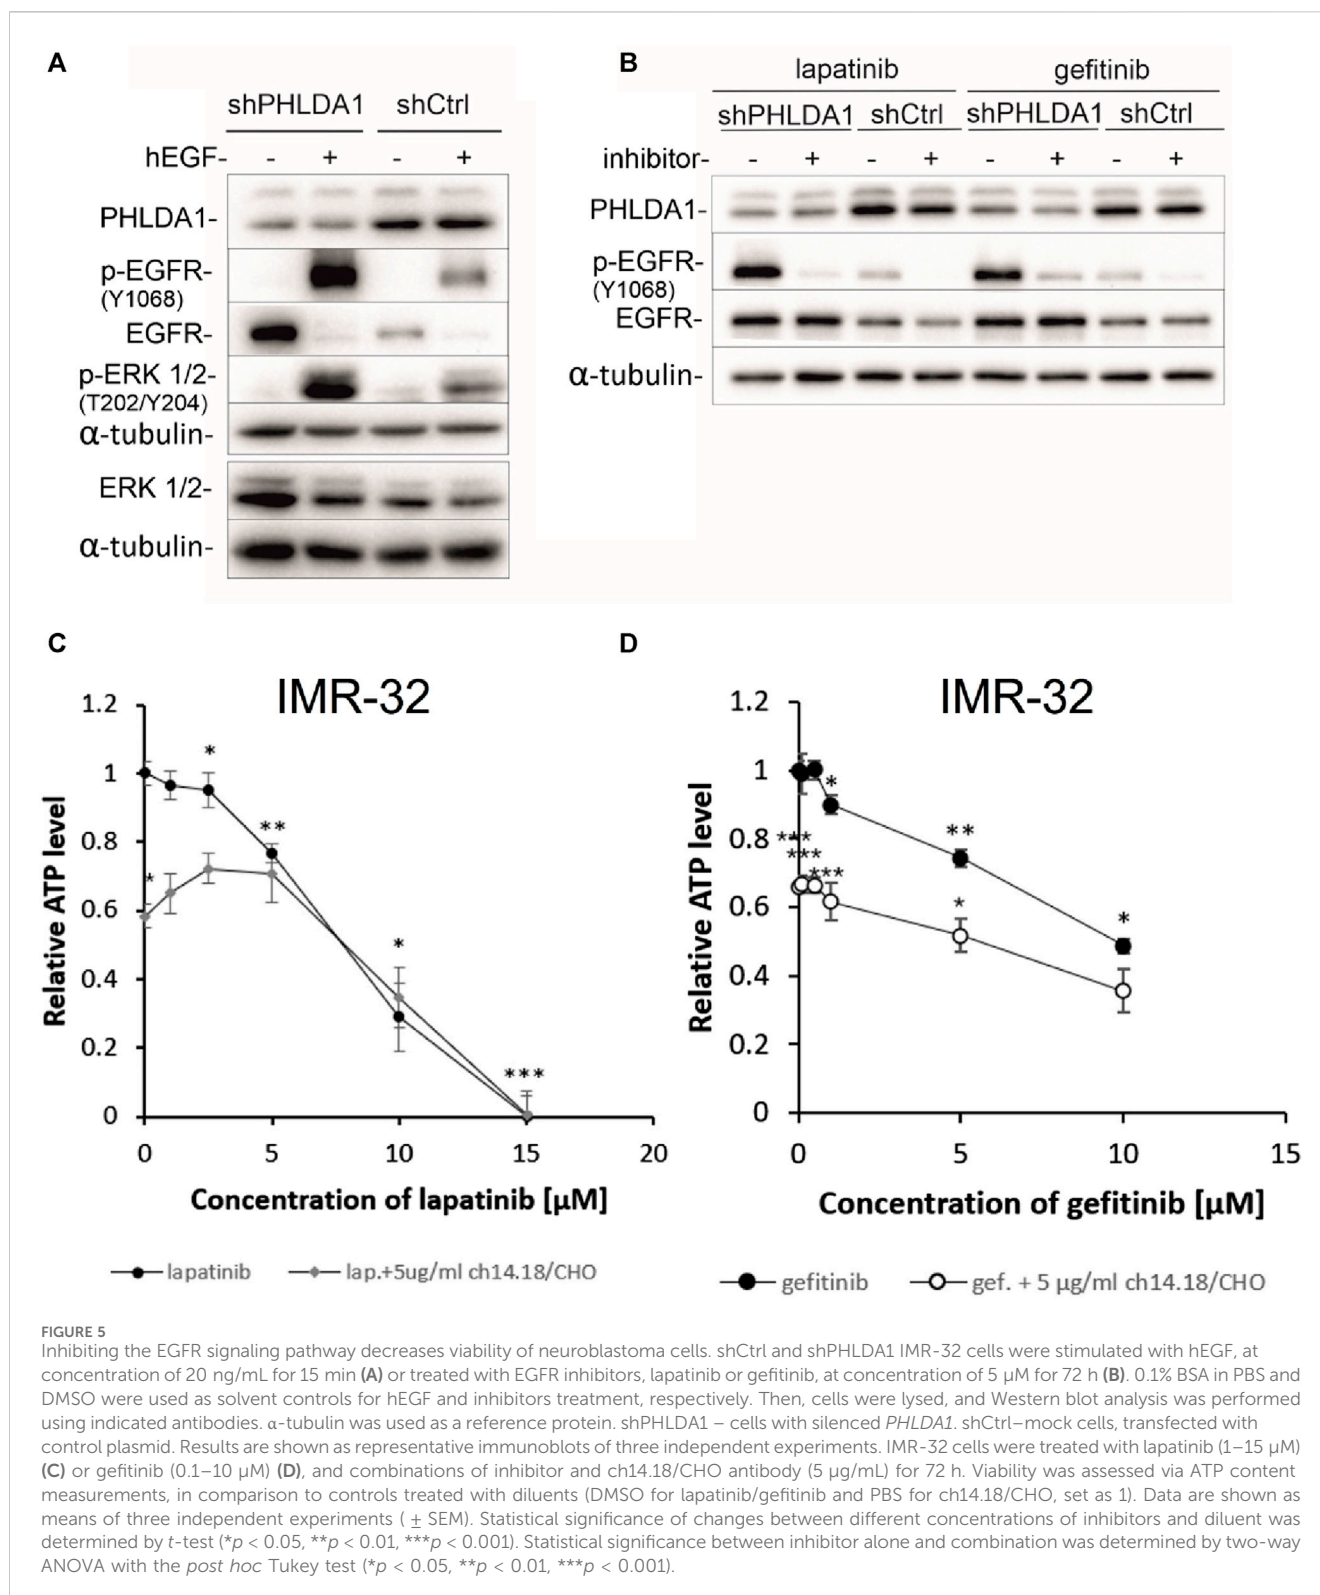 A
shPHLDA1 shCtrl
hEGF- - + - +
PHLDA1-
p-EGFR-
(Y1068)
EGFR-
p-ERK 1/2-
(T202/Y204)
α-tubulin-
ERK 1/2-
α-tubulin-
B
lapatinib gefitinib
shPHLDA1 shCtrl shPHLDA1 shCtrl
inhibitor- - + - + - + - +
PHLDA1-
p-EGFR-
(Y1068)
EGFR-
α-tubulin-
C
IMR-32
Relative ATP level
1.2
1
0.8
0.6
0.4
0.2
0
*
**
*
*
***
0 5 10 15 20
Concentration of lapatinib [µM]
lapatinib lap.+5ug/ml ch14.18/CHO
D
IMR-32
Relative ATP level
1.2
1
0.8
0.6
0.4
0.2
0
*
***
***
***
**
*
*
0 5 10 15
Concentration of gefitinib [µM]
gefitinib gef. + 5 µg/ml ch14.18/CHO
FIGURE 5
Inhibiting the EGFR signaling pathway decreases viability of neuroblastoma cells. shCtrl and shPHLDA1 IMR-32 cells were stimulated with hEGF, at
concentration of 20 ng/mL for 15 min (A) or treated with EGFR inhibitors, lapatinib or gefitinib, at concentration of 5 µM for 72 h (B). 0.1% BSA in PBS and
DMSO were used as solvent controls for hEGF and inhibitors treatment, respectively. Then, cells were lysed, and Western blot analysis was performed
using indicated antibodies. α-tubulin was used as a reference protein. shPHLDA1 – cells with silenced PHLDA1. shCtrl–mock cells, transfected with
control plasmid. Results are shown as representative immunoblots of three independent experiments. IMR-32 cells were treated with lapatinib (1–15 µM)
(C) or gefitinib (0.1–10 µM) (D), and combinations of inhibitor and ch14.18/CHO antibody (5 µg/mL) for 72 h. Viability was assessed via ATP content
measurements, in comparison to controls treated with diluents (DMSO for lapatinib/gefitinib and PBS for ch14.18/CHO, set as 1). Data are shown as
means of three independent experiments ( ± SEM). Statistical significance of changes between different concentrations of inhibitors and diluent was
determined by t-test (*p < 0.05, **p < 0.01, ***p < 0.001). Statistical significance between inhibitor alone and combination was determined by two-way
ANOVA with the post hoc Tukey test (*p < 0.05, **p < 0.01, ***p < 0.001).